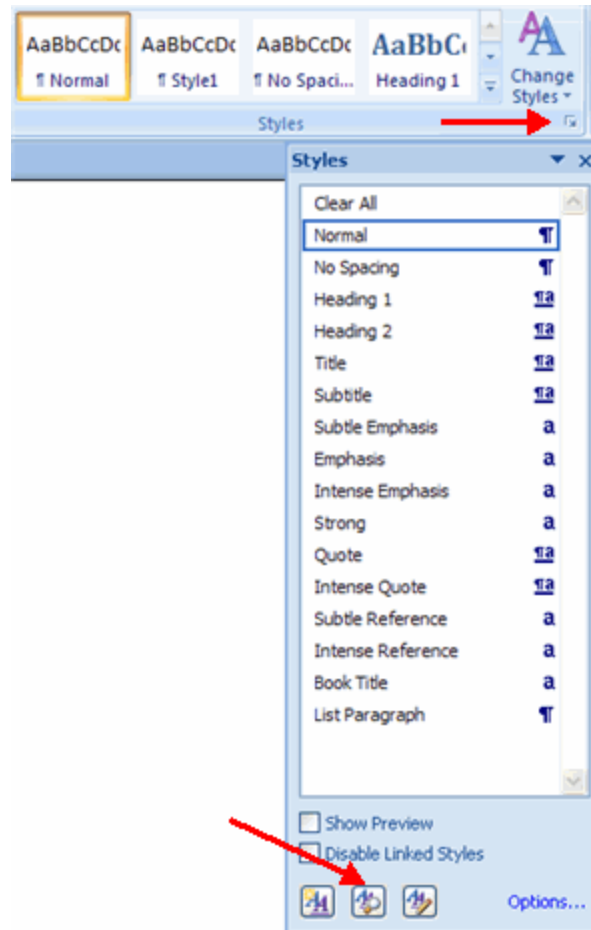 AaBbCcDc AaBbCcDc AaBbCcDc AaBbC
¶ Normal ¶ Style1 ¶ No Spaci... Heading 1
Change
Styles
Styles
Styles
Clear All
Normal ¶
No Spacing ¶
Heading 1 ¶a
Heading 2 ¶a
Title ¶a
Subtitle ¶a
Subtle Emphasis a
Emphasis a
Intense Emphasis a
Strong a
Quote ¶a
Intense Quote ¶a
Subtle Reference a
Intense Reference a
Book Title a
List Paragraph ¶
Show Preview
Disable Linked Styles
Options...